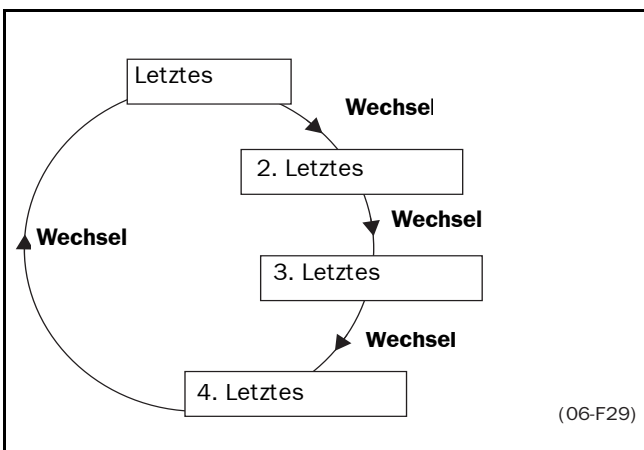 Letztes
Wechsel
2. Letztes
Wechsel
Wechsel
3. Letztes
Wechsel
4. Letztes
(06-F29)